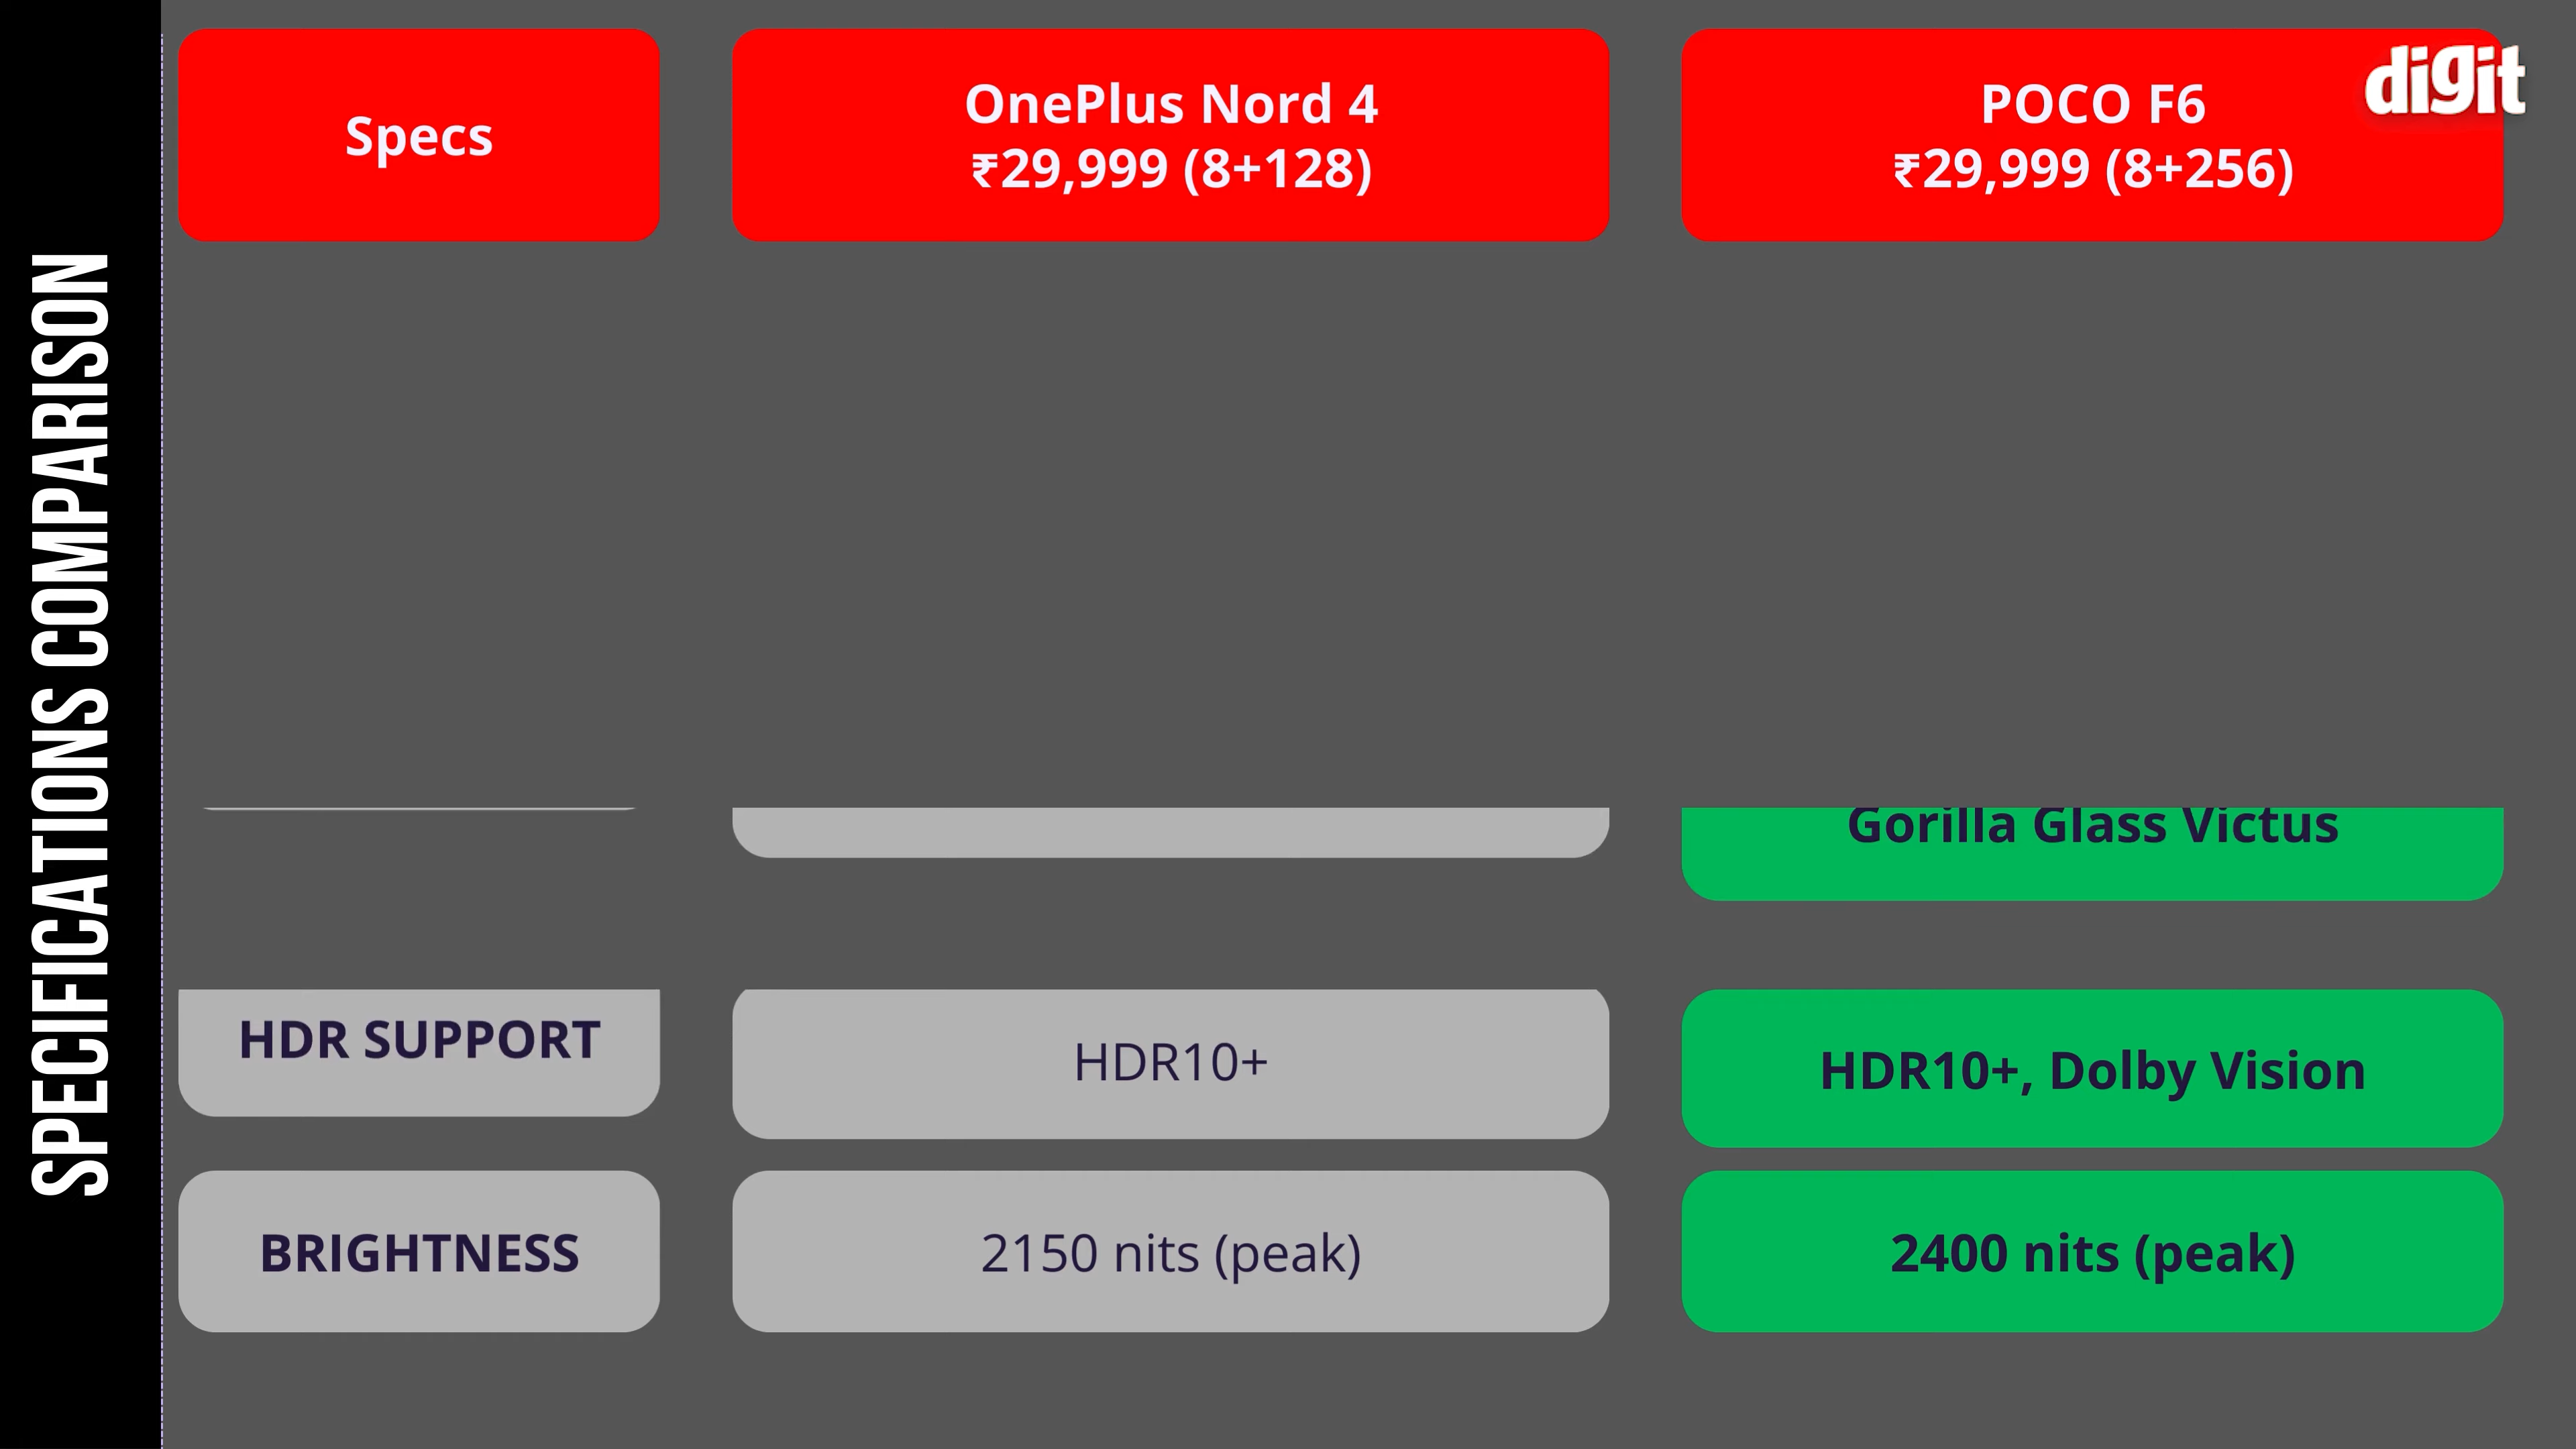 SPECIFICATIONS COMPARISON
Specs
OnePlus Nord 4
₹29,999 (8+128)
POCO F6
₹29,999 (8+256)
digit
Gorilla Glass Victus
HDR SUPPORT
HDR10+
HDR10+, Dolby Vision
BRIGHTNESS
2150 nits (peak)
2400 nits (peak)